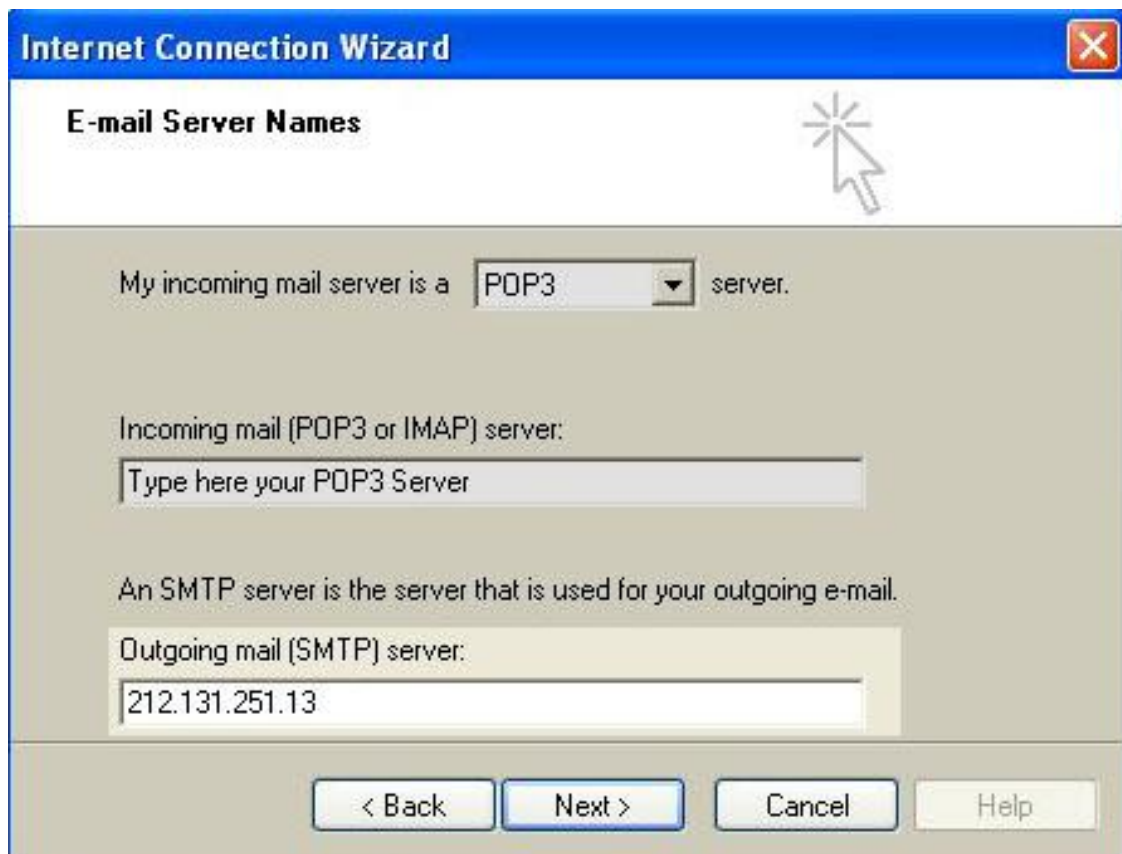 Internet Connection Wizard
E-mail Server Names
My incoming mail server is a POP3 server.
Incoming mail (POP3 or IMAP) server:
Type here your POP3 Server
An SMTP server is the server that is used for your outgoing e-mail.
Outgoing mail (SMTP) server:
212.131.251.13
< Back Next > Cancel Help